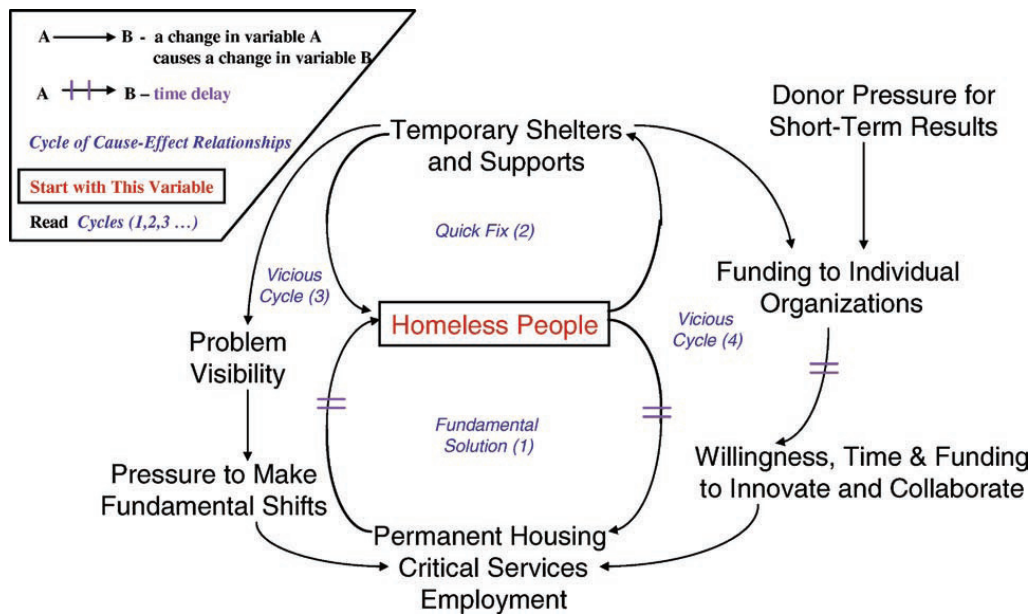 A B - a change in variable A
causes a change in variable B
A B – time delay
Cycle of Cause-Effect Relationships
Start with This Variable
Read Cycles (1,2,3 ...)
Donor Pressure for
Short-Term Results
Temporary Shelters
and Supports
Quick Fix (2)
Funding to Individual
Organizations
Vicious
Cycle (3)
Homeless People
Vicious
Cycle (4)
Problem
Visibility
Fundamental
Solution (1)
Willingness, Time & Funding
to Innovate and Collaborate
Pressure to Make
Fundamental Shifts
Permanent Housing
Critical Services
Employment